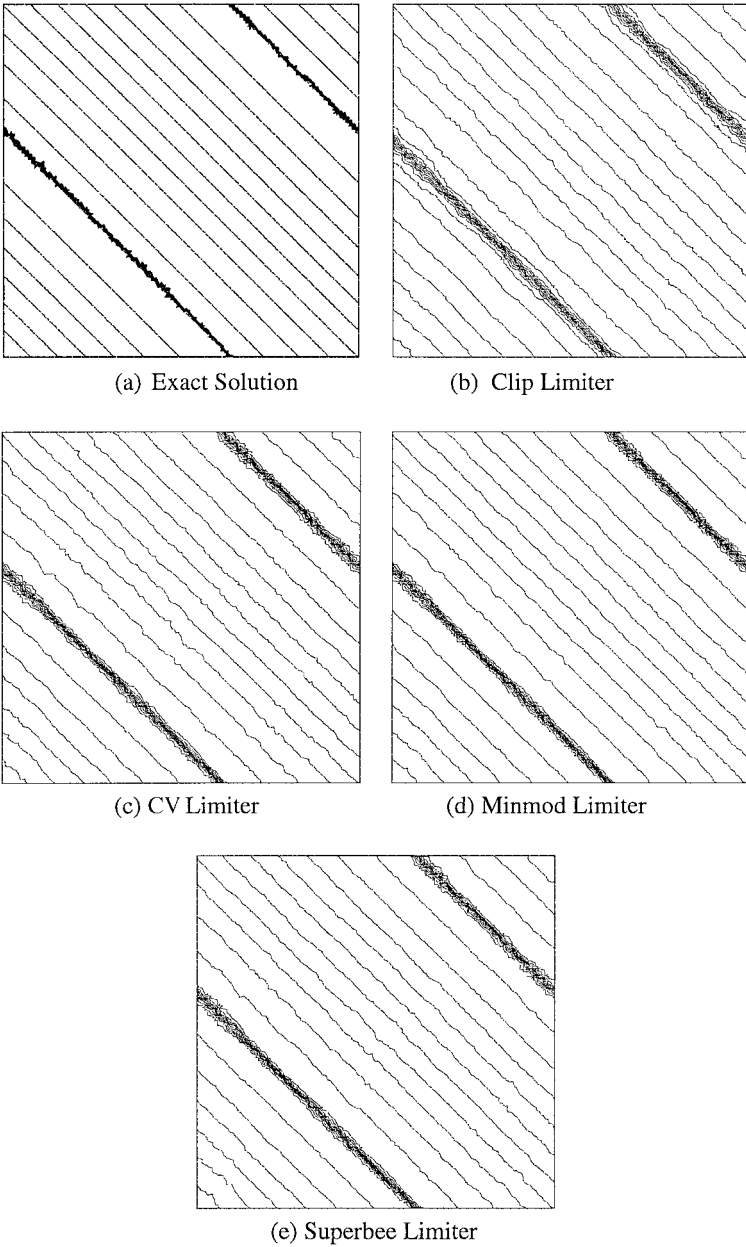 (a) Exact Solution
(b) Clip Limiter
(c) CV Limiter
(d) Minmod Limiter
(e) Superbee Limiter